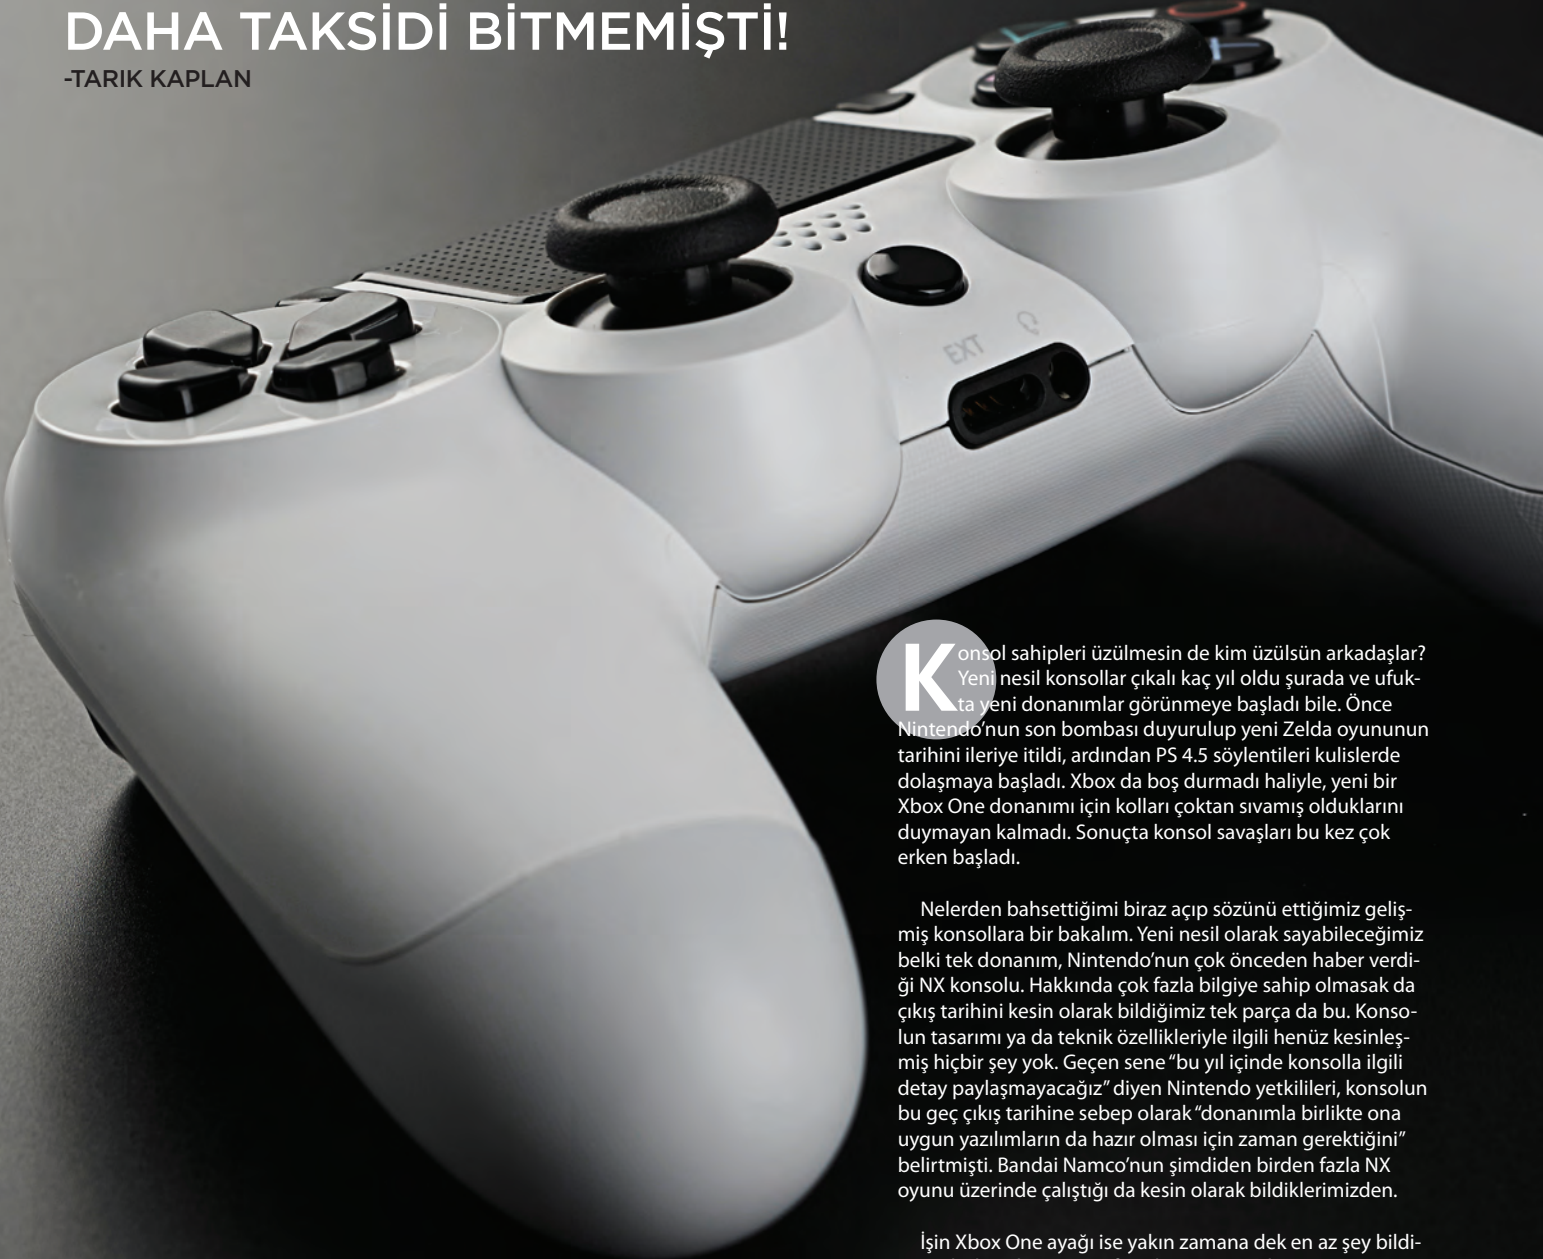 DAHA TAKSİDİ BİTMEMİŞTİ!
-TARIK KAPLAN
EXT
Konsol sahipleri üzülmesin de kim üzülsün arkadaşlar?
Yeni nesil konsollar çıkalı kaç yıl oldu şurada ve ufuk-
ta yeni donanımlar görünmeye başladı bile. Önce
Nintendo’nun son bombası duyurulup yeni Zelda oyununun
tarihini ileriye itildi, ardından PS 4.5 söylentileri kulislerde
dolaşmaya başladı. Xbox da boş durmadı haliyle, yeni bir
Xbox One donanımı için kolları çoktan sıvamış olduklarını
duymayan kalmadı. Sonuçta konsol savaşları bu kez çok
erken başladı.
Nelerden bahsettiğimi biraz açıp sözünü ettiğimiz geliş-
miş konsollara bir bakalım. Yeni nesil olarak sayabileceğimiz
belki tek donanım, Nintendo’nun çok önceden haber verdi-
ği NX konsolu. Hakkında çok fazla bilgiye sahip olmasak da
çıkış tarihini kesin olarak bildiğimiz tek parça da bu. Konso-
lun tasarımı ya da teknik özellikleriyle ilgili henüz kesinleş-
miş hiçbir şey yok. Geçen sene “bu yıl içinde konsolla ilgili
detay paylaşmayacağız” diyen Nintendo yetkilileri, konsolun
bu geç çıkış tarihine sebep olarak “donanımla birlikte ona
uygun yazılımların da hazır olması için zaman gerektiğini”
belirtmişti. Bandai Namco’nun şimdiden birden fazla NX
oyunu üzerinde çalıştığı da kesin olarak bildiklerimizden.
İşin Xbox One ayağı ise yakın zamana dek en az şey bildi-